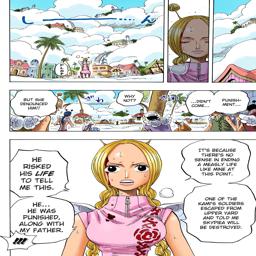 PUNISH-
MENT...
...DIDN'T
COME...
WHY
NOT?
BUT SHE
DENOUNCED
HIM!!
IT'S BECAUSE
THERE'S NO
SENSE IN ENDING
A MEASLY LIFE
LIKE MINE AT
THIS POINT.
ONE OF THE
KAMI'S SOLDIERS
ESCAPED FROM
UPPER YARD
AND TOLD ME
SKYPIEA WILL
BE DESTROYED.
HE
RISKED
HIS LIFE
TO TELL
ME THIS.
HE...
HE WAS
PUNISHED,
ALONG WITH
MY FATHER.
!!!